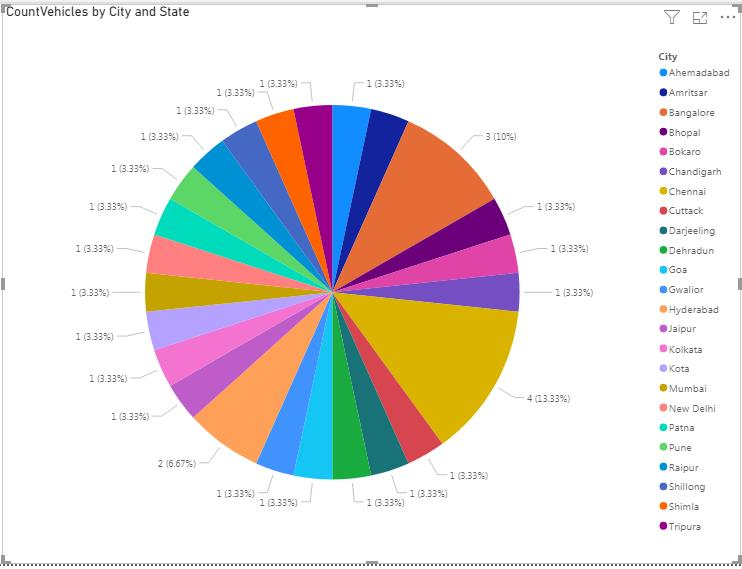 CountVehicles by City and State
1 (3.33%)
1 (3.33%)
3 (10%)
1 (3.33%)
1 (3.33%)
1 (3.33%)
4 (13.33%)
1 (3.33%)
1 (3.33%)
1 (3.33%)
1 (3.33%)
1 (3.33%)
2 (6.67%)
1 (3.33%)
1 (3.33%)
1 (3.33%)
1 (3.33%)
1 (3.33%)
1 (3.33%)
1 (3.33%)
1 (3.33%)
1 (3.33%)
1 (3.33%)
City
Ahemadabad
Amritsar
Bangalore
Bhopal
Bokaro
Chandigarh
Chennai
Cuttack
Darjeeling
Dehradun
Goa
Gwalior
Hyderabad
Jaipur
Kolkata
Kota
Mumbai
New Delhi
Patna
Pune
Raipur
Shillong
Shimla
Tripura